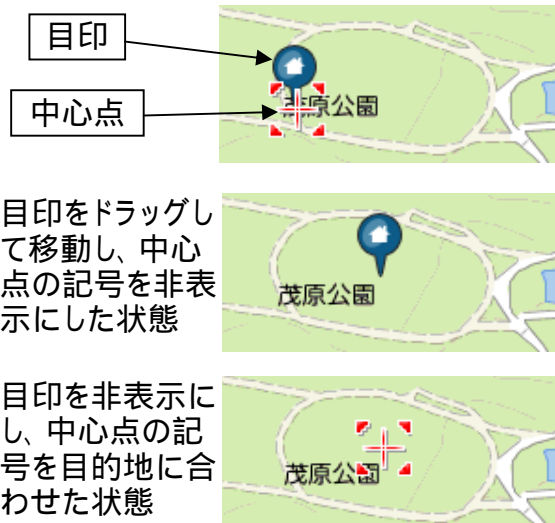 目印
中心点
茂原公園
目印をドラッグし
て移動し、中心
点の記号を非表
示にした状態
茂原公園
目印を非表示に
し、中心点の記
号を目的地に合
わせた状態
茂原公園